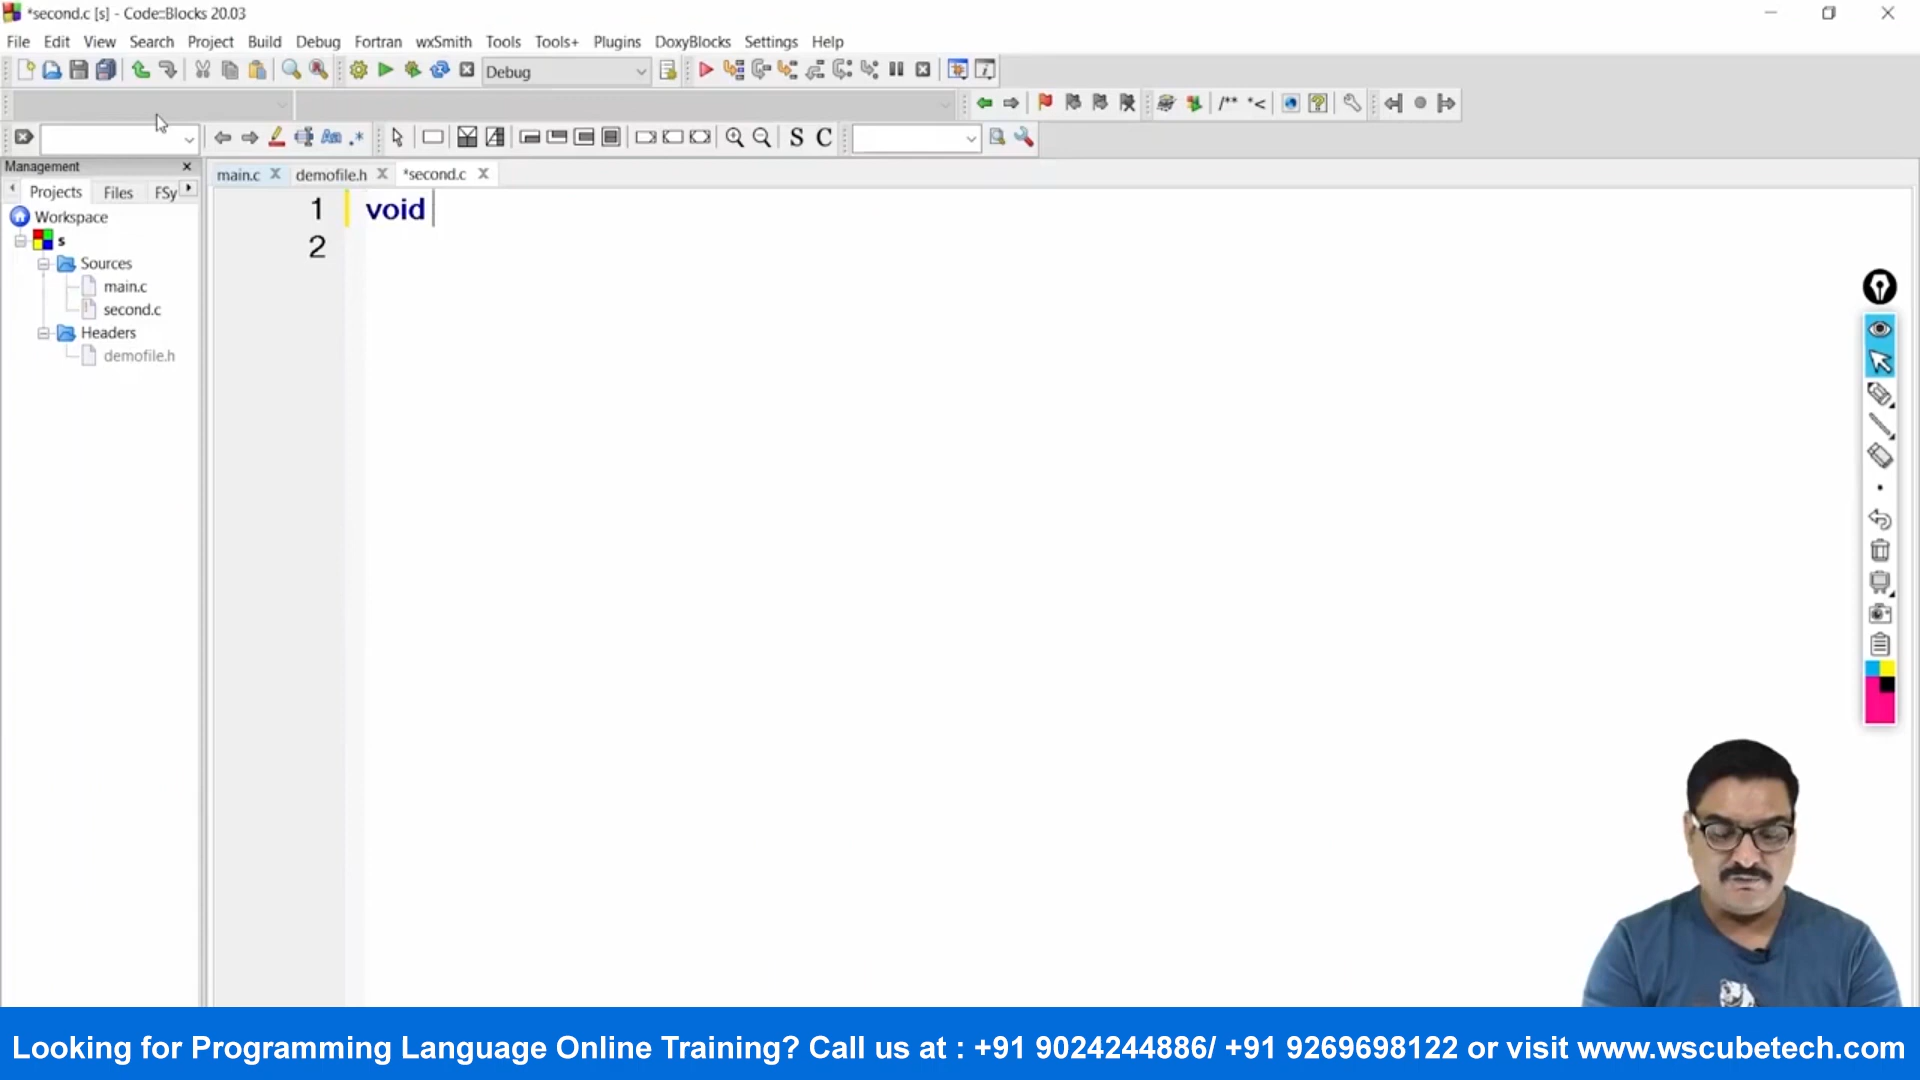 *second.c [s] - Code::Blocks 20.03
File Edit View Search Project Build Debug Fortran wxSmith Tools Tools+ Plugins DoxyBlocks Settings Help
Debug
/** *<
Aa .* S C
Management
main.c demofile.h *second.c
Projects Files FSy
1 void
Workspace
s
2
Sources
main.c
second.c
Headers
demofile.h
Looking for Programming Language Online Training? Call us at : +91 9024244886/ +91 9269698122 or visit www.wscubetech.com